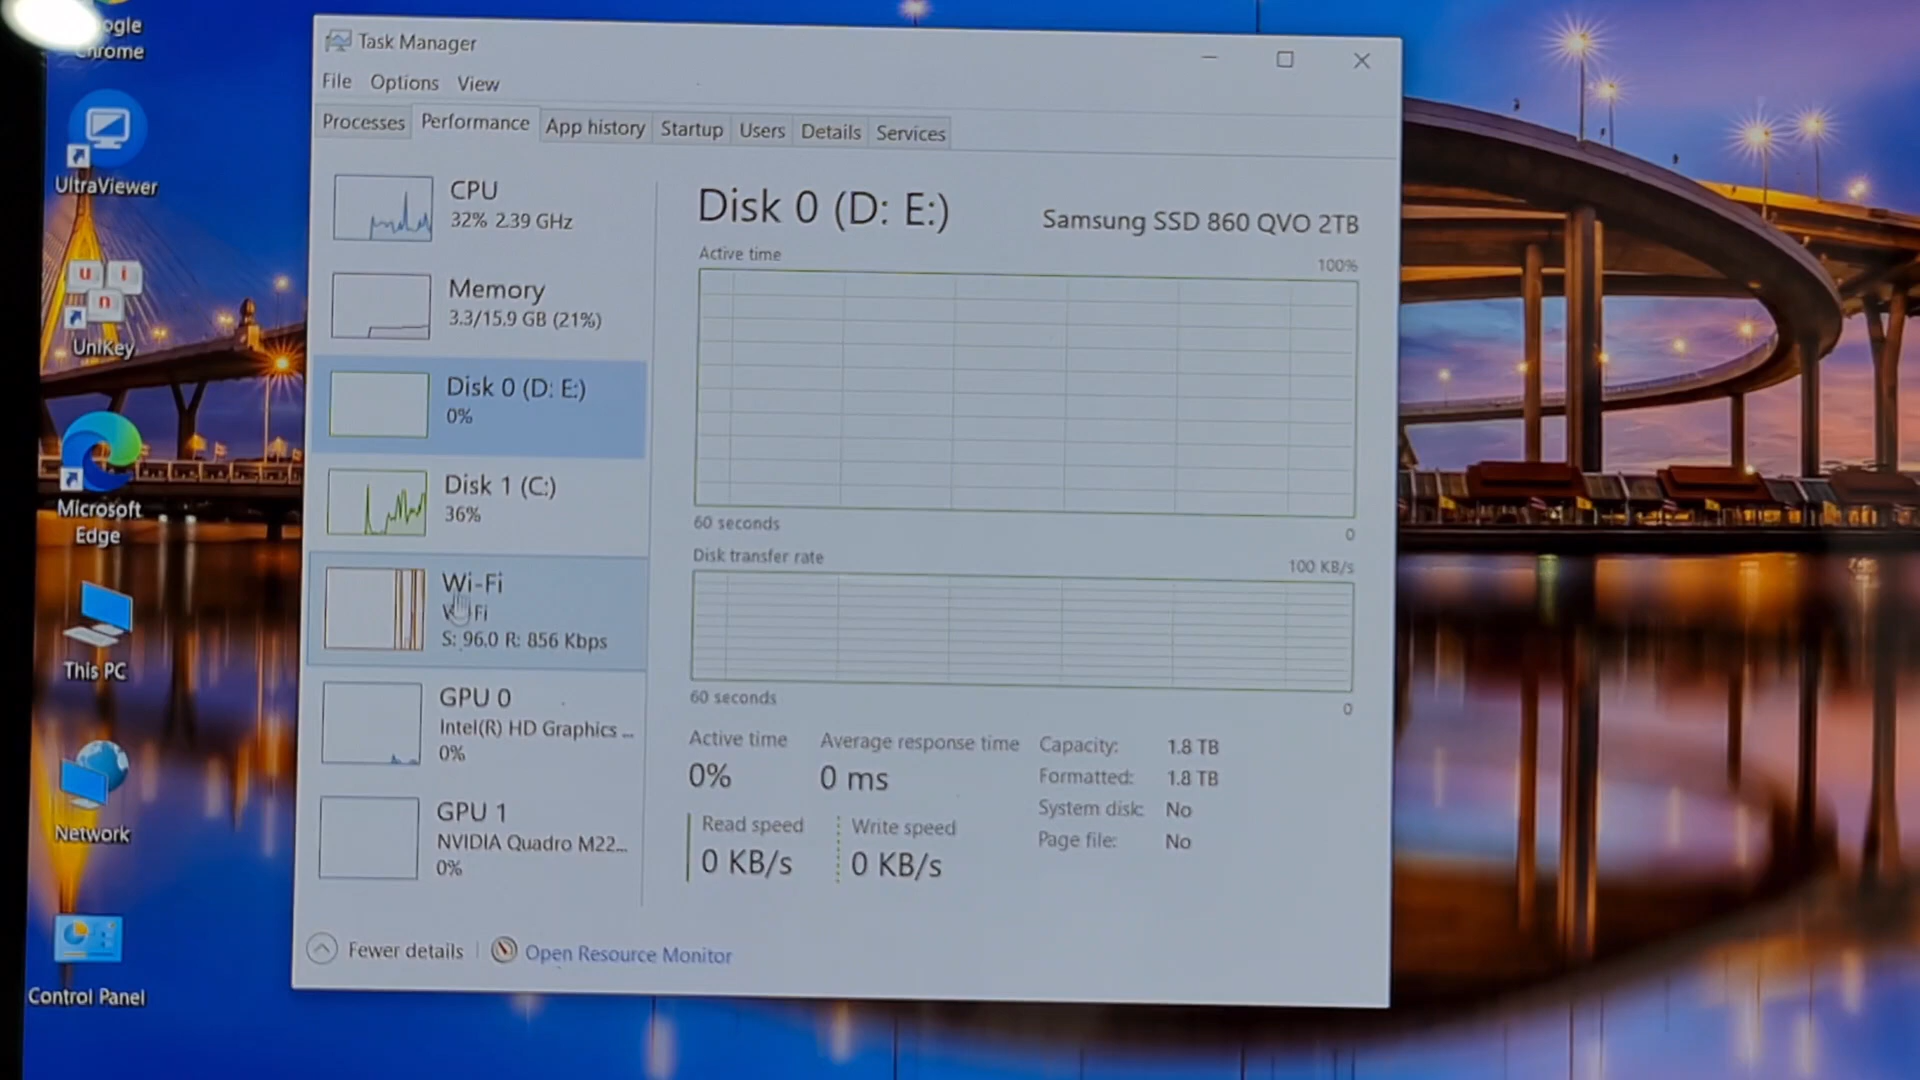 ogle
Chrome
UltraViewer
u i
n
UniKey
Microsoft
Edge
This PC
Network
Control Panel
Task Manager
File Options View
Processes Performance App history Startup Users Details Services
CPU
32% 2.39 GHz
Memory
3.3/15.9 GB (21%)
Disk 0 (D: E:)
0%
Disk 1 (C:)
36%
Wi-Fi
S: 96.0 R: 856 Kbps
GPU 0
Intel(R) HD Graphics ...
0%
GPU 1
NVIDIA Quadro M22...
0%
Disk 0 (D: E:)
Samsung SSD 860 QVO 2TB
Active time
100%
60 seconds
0
Disk transfer rate
100 KB/s
60 seconds
0
Active time
0%
Average response time
0 ms
Read speed
0 KB/s
Write speed
0 KB/s
Capacity: 1.8 TB
Formatted: 1.8 TB
System disk: No
Page file: No
Fewer details
Open Resource Monitor